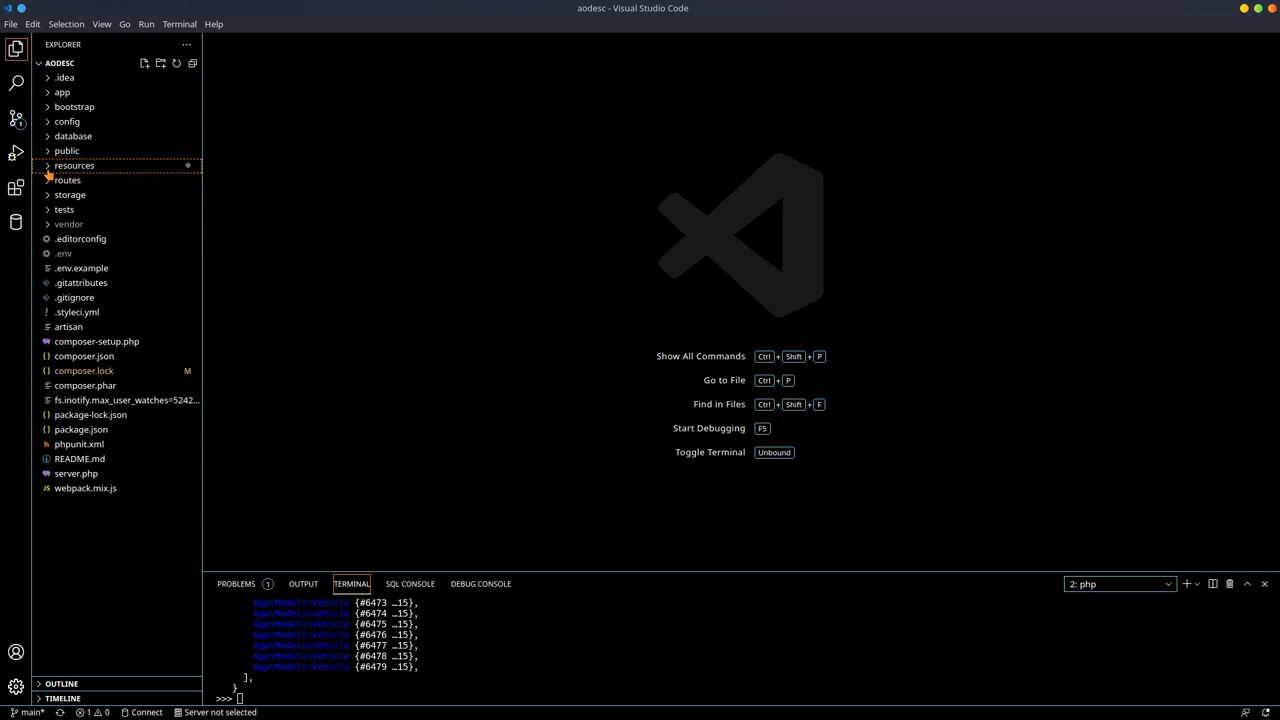 aodesc - Visual Studio Code
File Edit Selection View Go Run Terminal Help
EXPLORER
AODESC
.idea
app
bootstrap
config
database
public
resources
routes
storage
tests
vendor
.editorconfig
.env
.env.example
.gitattributes
.gitignore
! .styleci.yml
artisan
composer-setup.php
{} composer.json
{} composer.lock M
composer.phar
fs.inotify.max_user_watches=5242...
{} package-lock.json
{} package.json
phpunit.xml
README.md
server.php
JS webpack.mix.js
OUTLINE
TIMELINE
Show All Commands Ctrl + Shift + P
Go to File Ctrl + P
Find in Files Ctrl + Shift + F
Start Debugging F5
Toggle Terminal Unbound
PROBLEMS 1 OUTPUT TERMINAL SQL CONSOLE DEBUG CONSOLE 2: php
App\Models\Vehicle {#6473 …15},
App\Models\Vehicle {#6474 …15},
App\Models\Vehicle {#6475 …15},
App\Models\Vehicle {#6476 …15},
App\Models\Vehicle {#6477 …15},
App\Models\Vehicle {#6478 …15},
App\Models\Vehicle {#6479 …15},
],
}
>>>
main* 1 0 Connect Server not selected